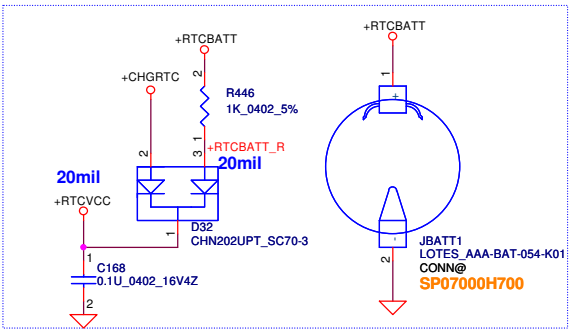 +RTCBATT
+RTCBATT
+CHGRTC
2
R446
1K_0402_5%
1
1
+
+RTCBATT_R
2
3
20mil
20mil
+RTCVCC
D32
CHN202UPT_SC70-3
1
1
C168
0.1U_0402_16V4Z
2
-
2
JBATT1
LOTES_AAA-BAT-054-K01
CONN@
SP07000H700